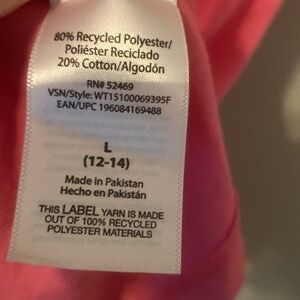 80% Recycled Polyester/
Poliéster Reciclado
20% Cotton/Algodón
RN# 52469
VSN/Style: WT15100069395F
EAN/UPC 196084169488
L
(12-14)
Made in Pakistan
Hecho en Pakistán
THIS LABEL YARN IS MADE
OUT OF 100% RECYCLED
POLYESTER MATERIALS